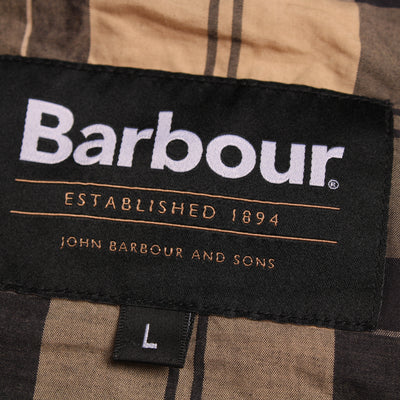 Barbour®
ESTABLISHED 1894
JOHN BARBOUR AND SONS
L